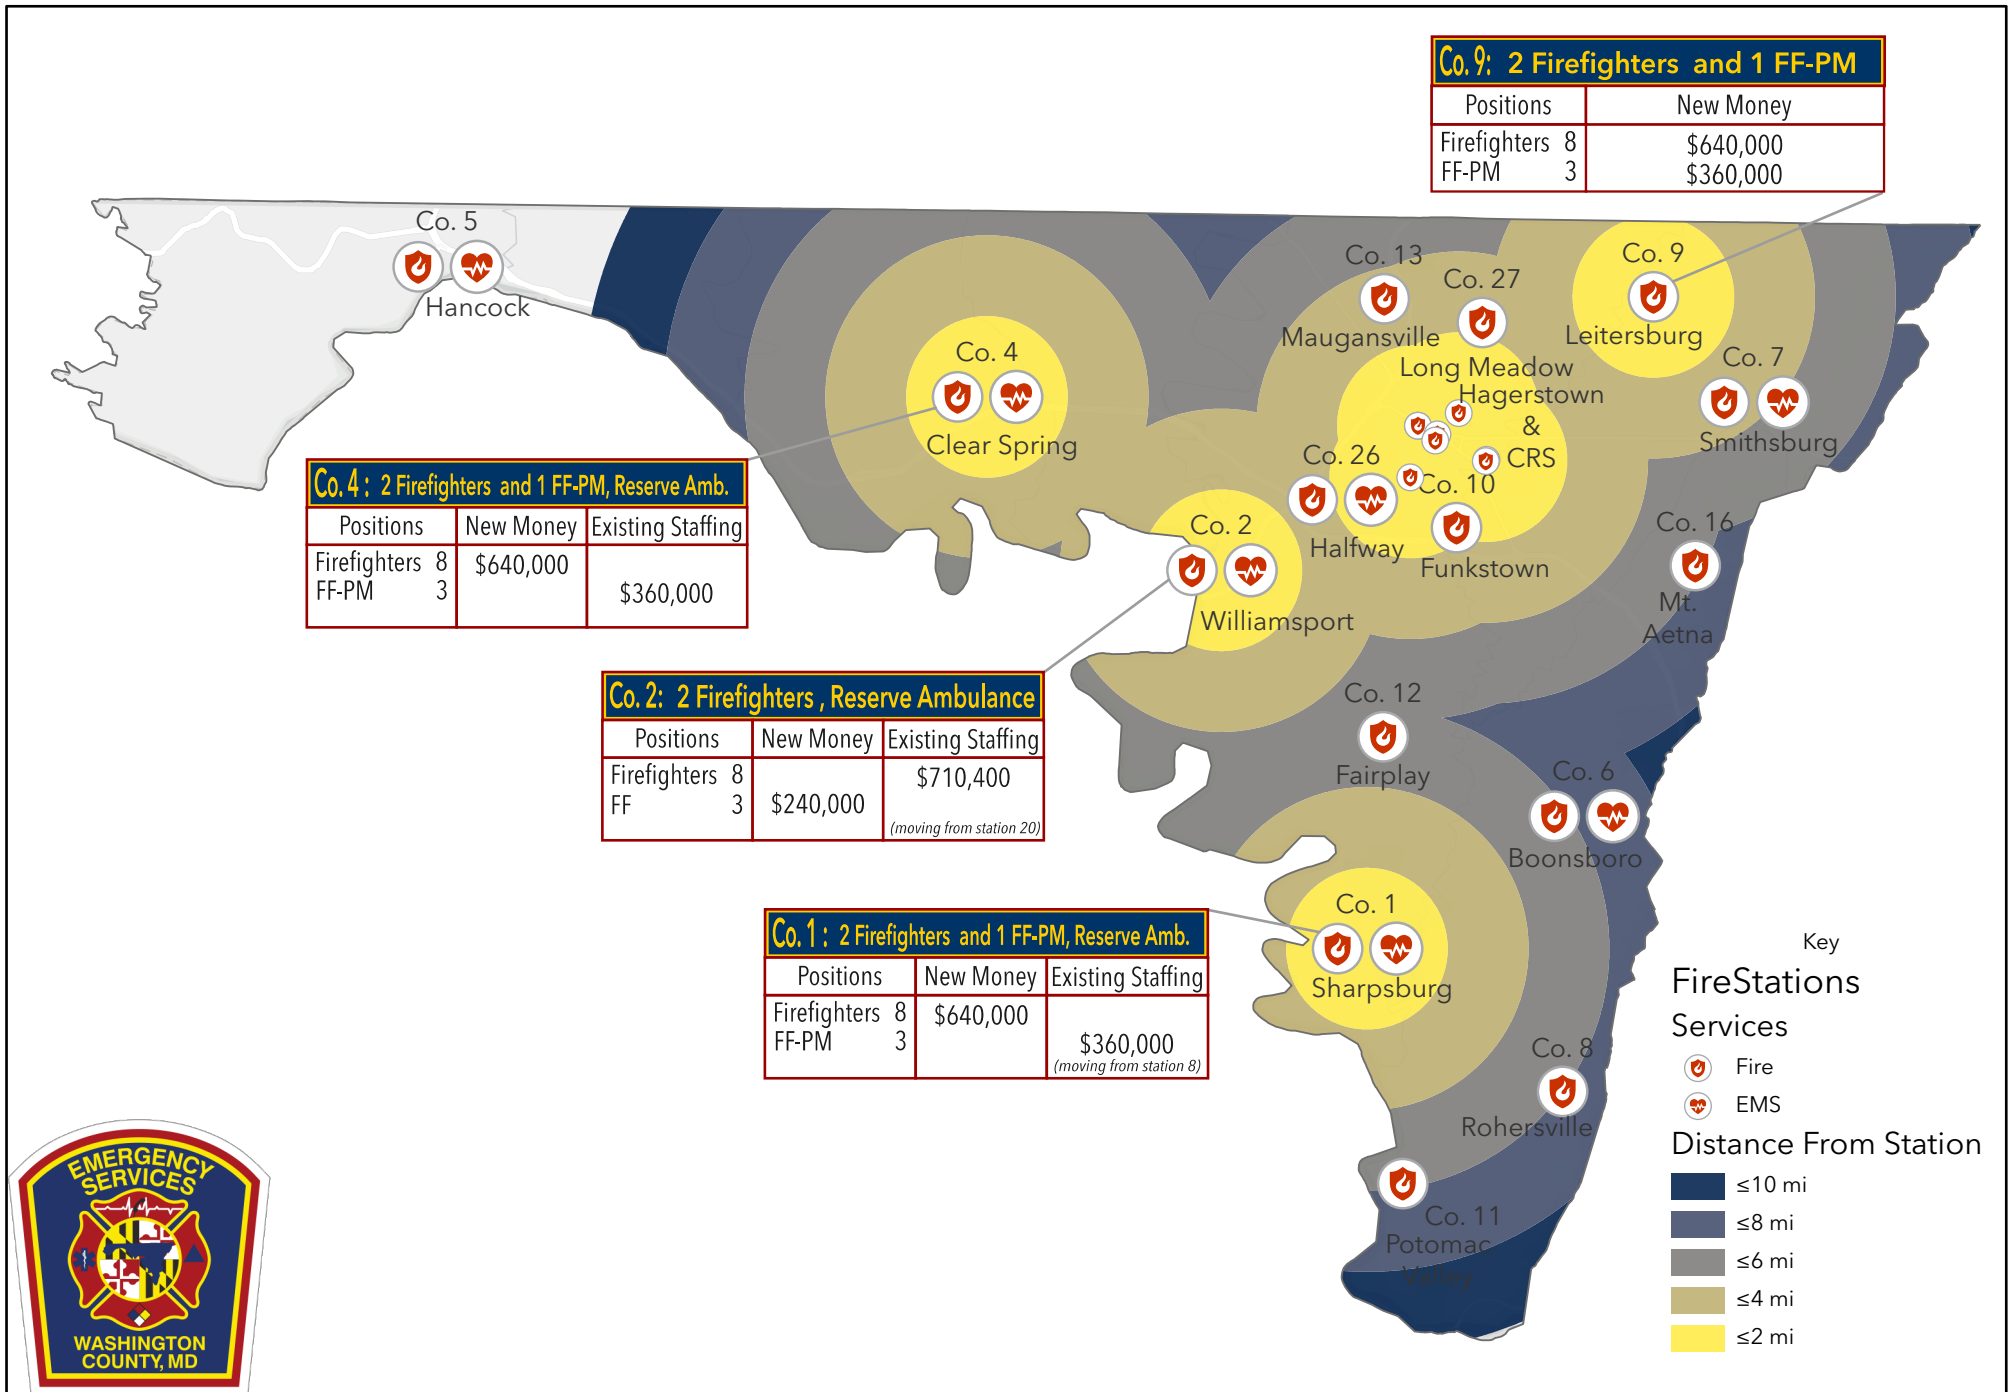 Co. 9: 2 Firefighters and 1 FF-PM
Positions New Money
Firefighters 8 $640,000
FF-PM 3 $360,000
Co. 5
Hancock
Co. 13
Maugansville
Co. 27
Long Meadow
Co. 9
Leitersburg
Co. 7
Smithsburg
Co. 4
Clear Spring
Hagerstown
&
CRS
Co. 26
Halfway
Co. 10
Funkstown
Co. 2
Williamsport
Co. 16
Mt.
Aetna
Co. 4 : 2 Firefighters and 1 FF-PM, Reserve Amb.
Positions New Money Existing Staffing
Firefighters 8 $640,000
FF-PM 3 $360,000
Co. 2: 2 Firefighters , Reserve Ambulance
Positions New Money Existing Staffing
Firefighters 8 $710,400
FF 3 $240,000
(moving from station 20)
Co. 12
Fairplay
Co. 6
Boonsboro
Co. 1 : 2 Firefighters and 1 FF-PM, Reserve Amb.
Positions New Money Existing Staffing
Firefighters 8 $640,000
FF-PM 3 $360,000
(moving from station 8)
Co. 1
Sharpsburg
Co. 8
Rohersville
Co. 11
Potomac
Valley
Key
FireStations
Services
Fire
EMS
Distance From Station
≤10 mi
≤8 mi
≤6 mi
≤4 mi
≤2 mi
EMERGENCY
SERVICES
WASHINGTON
COUNTY, MD